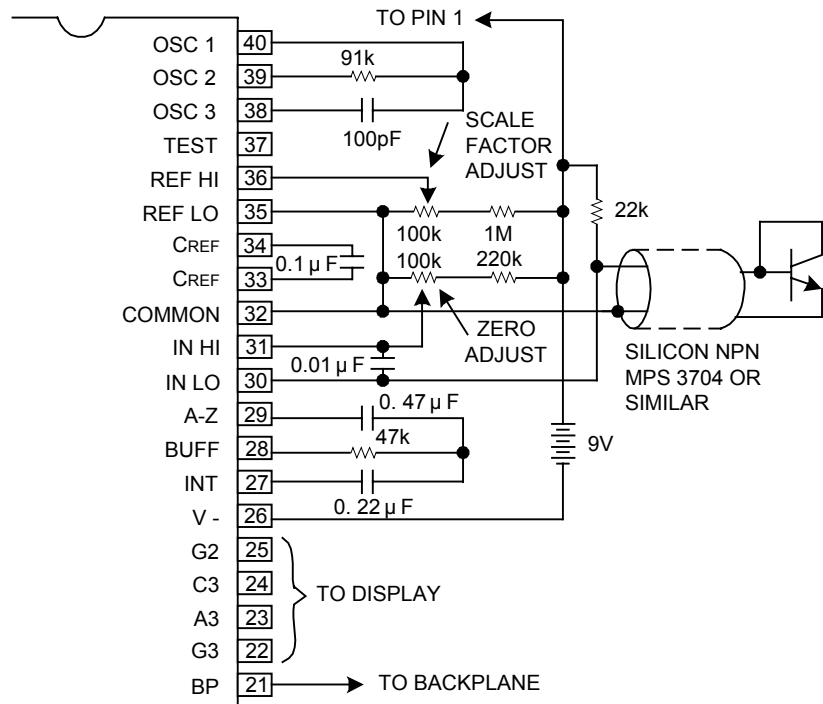 TO PIN 1
OSC 1 40
91k
OSC 2 39
OSC 3 38
100pF
SCALE
FACTOR
ADJUST
TEST 37
REF HI 36
REF LO 35
100k 1M
22k
CREF 34
0.1 µ F
100k 220k
CREF 33
COMMON 32
ZERO
ADJUST
IN HI 31
0.01 µ F
IN LO 30
SILICON NPN
MPS 3704 OR
SIMILAR
A-Z 29
0. 47 µ F
BUFF 28
47k
9V
INT 27
0. 22 µ F
V - 26
G2 25
C3 24
TO DISPLAY
A3 23
G3 22
BP 21
TO BACKPLANE